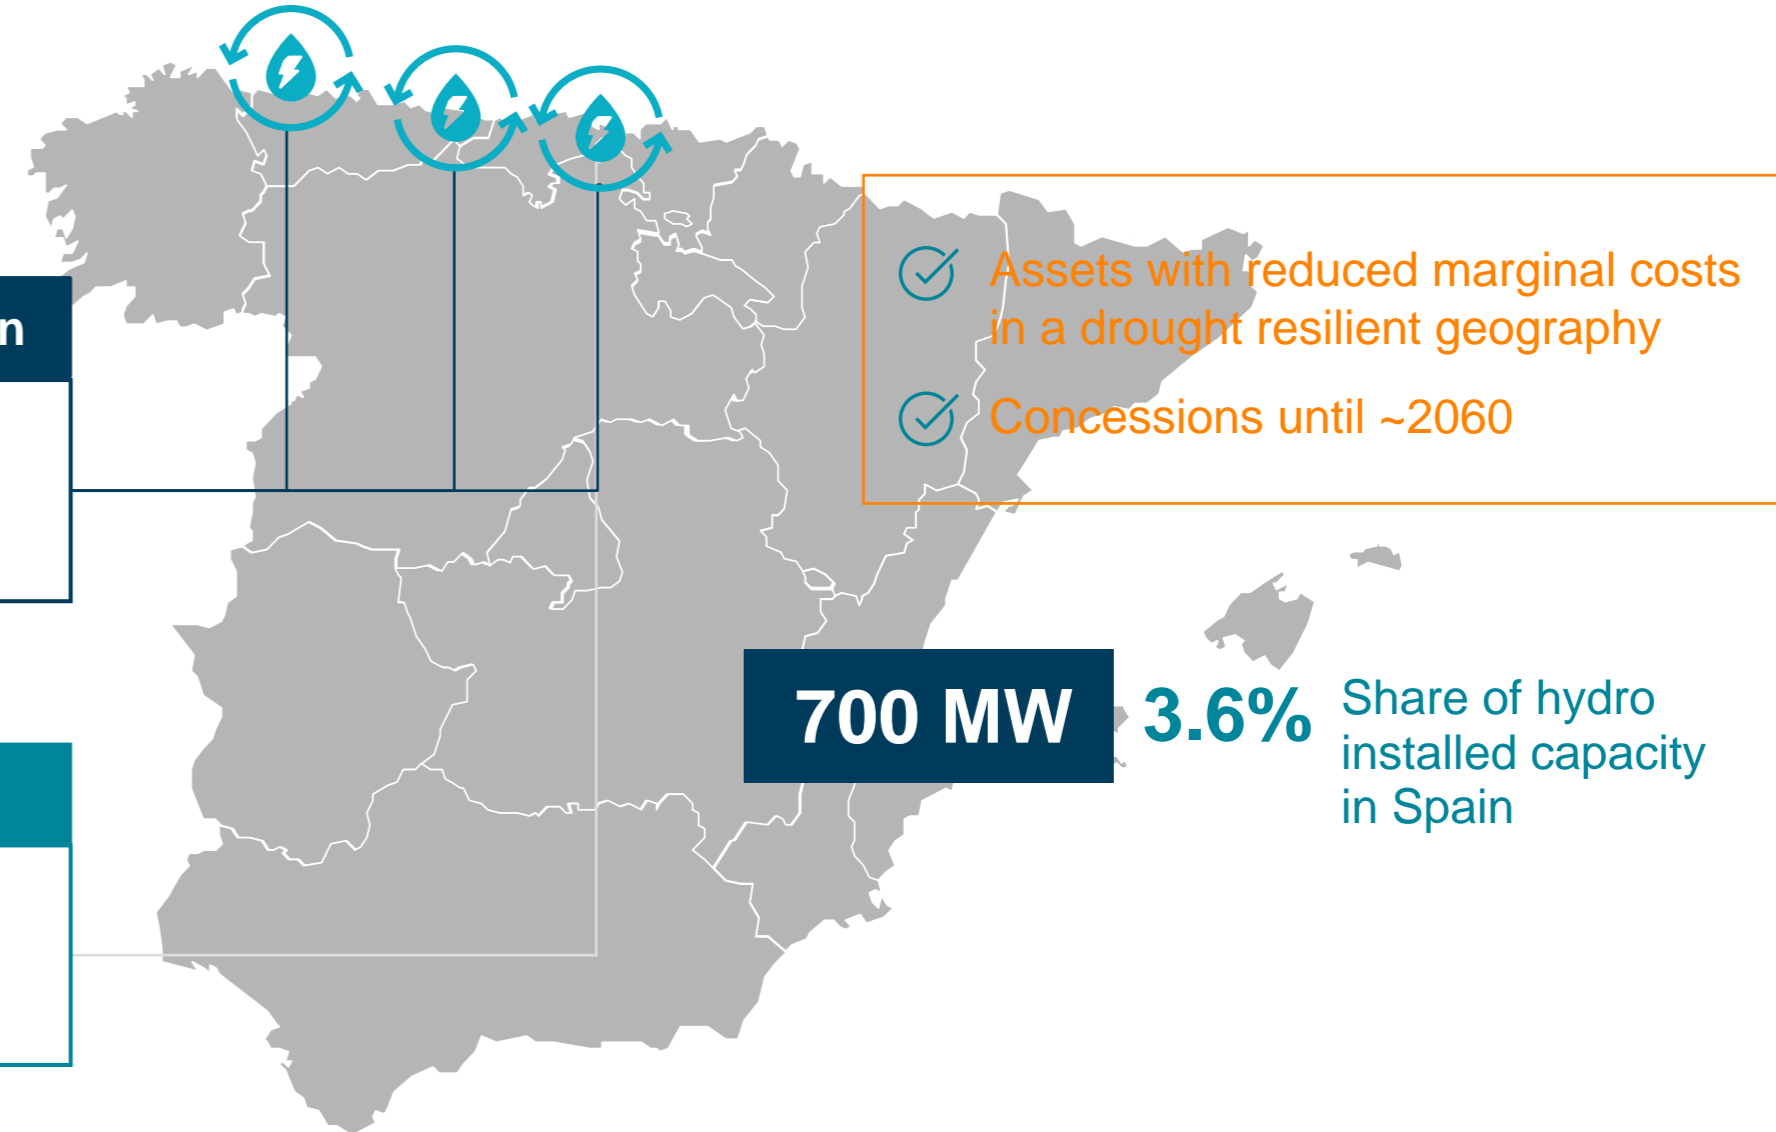 n
Assets with reduced marginal costs
in a drought resilient geography
Concessions until ~2060
700 MW
3.6%
Share of hydro
installed capacity
in Spain